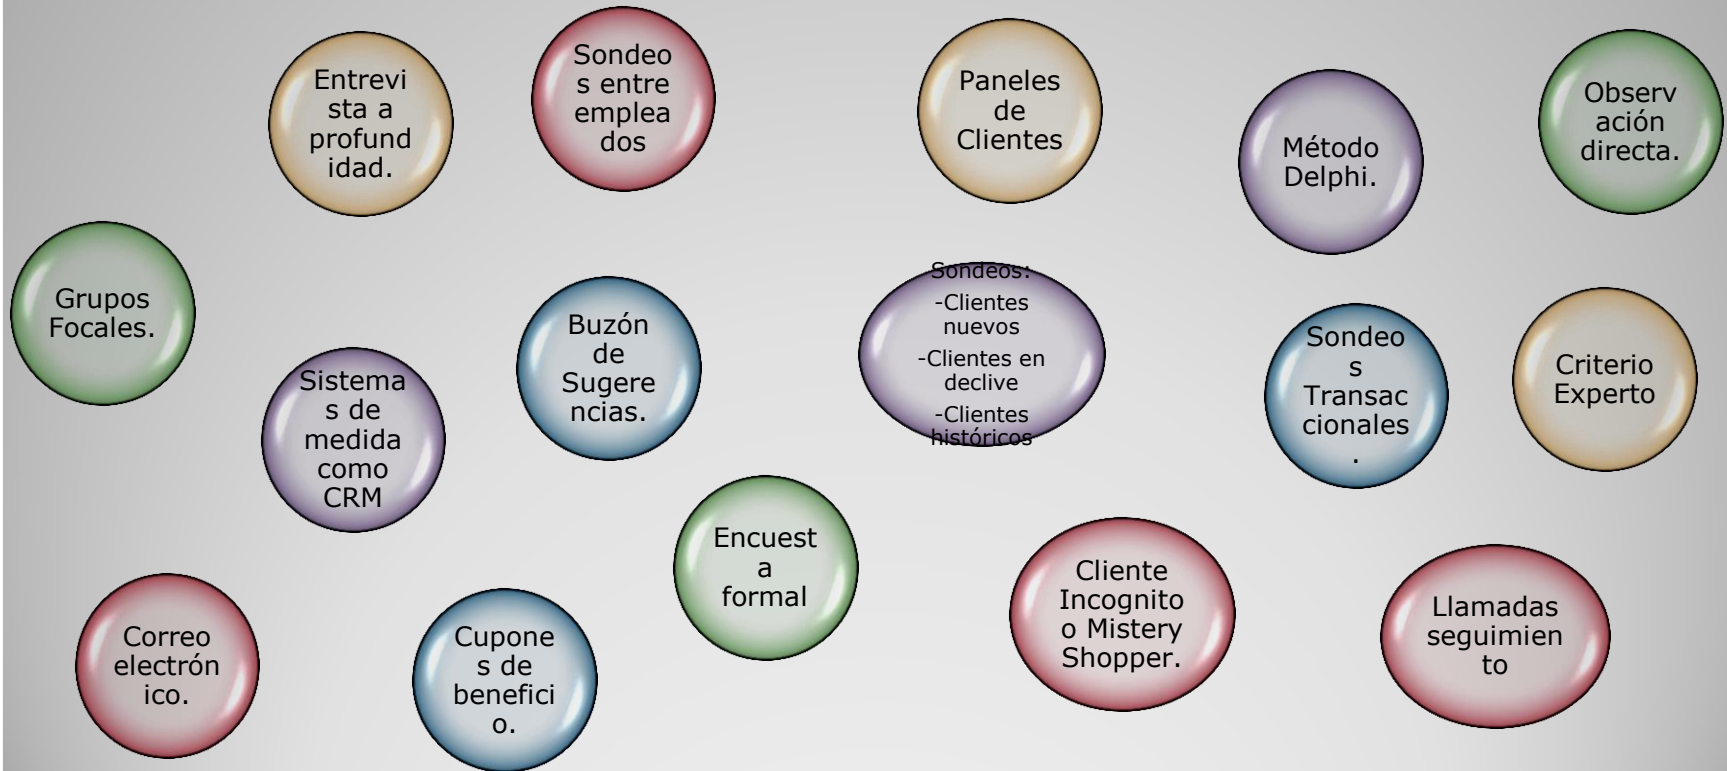 Entrevi
sta a
profund
idad.
Sondeo
s entre
emplea
dos
Paneles
de
Clientes
Método
Delphi.
Observ
ación
directa.
Grupos
Focales.
Sistema
s de
medida
como
CRM
Buzón
de
Sugere
ncias.
Sondeos:
-Clientes
nuevos
-Clientes en
declive
-Clientes
históricos
Sondeo
s
Transac
cionales
.
Criterio
Experto
Correo
electrón
ico.
Cupone
s de
benefici
o.
Encuest
a
formal
Cliente
Incognito
o Mistery
Shopper.
Llamadas
seguimien
to